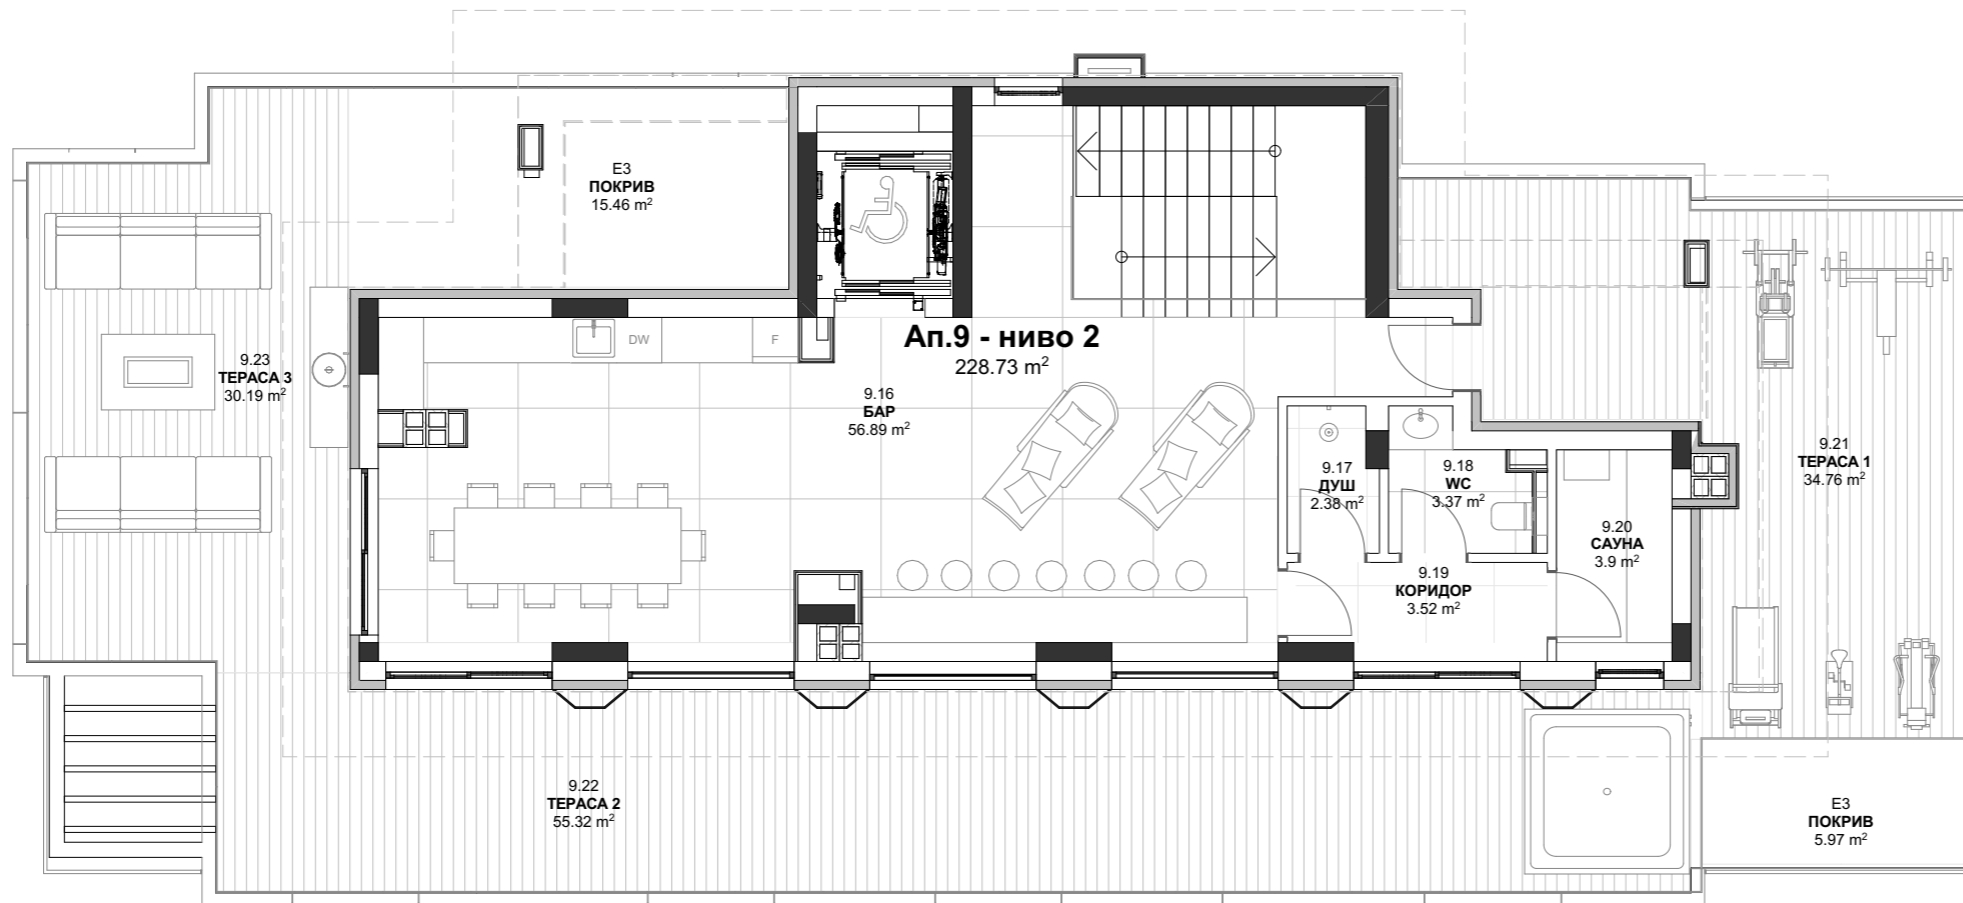 E3
ПОКРИВ
15.46 m²
Ап.9 - ниво 2
228.73 m²
DW
F
9.23
ТЕРАСА 3
30.19 m²
9.16
БАР
56.89 m²
9.17
ДУШ
2.38 m²
9.18
WC
3.37 m²
9.21
ТЕРАСА 1
34.76 m²
9.20
САУНА
3.9 m²
9.19
КОРИДОР
3.52 m²
9.22
ТЕРАСА 2
55.32 m²
E3
ПОКРИВ
5.97 m²